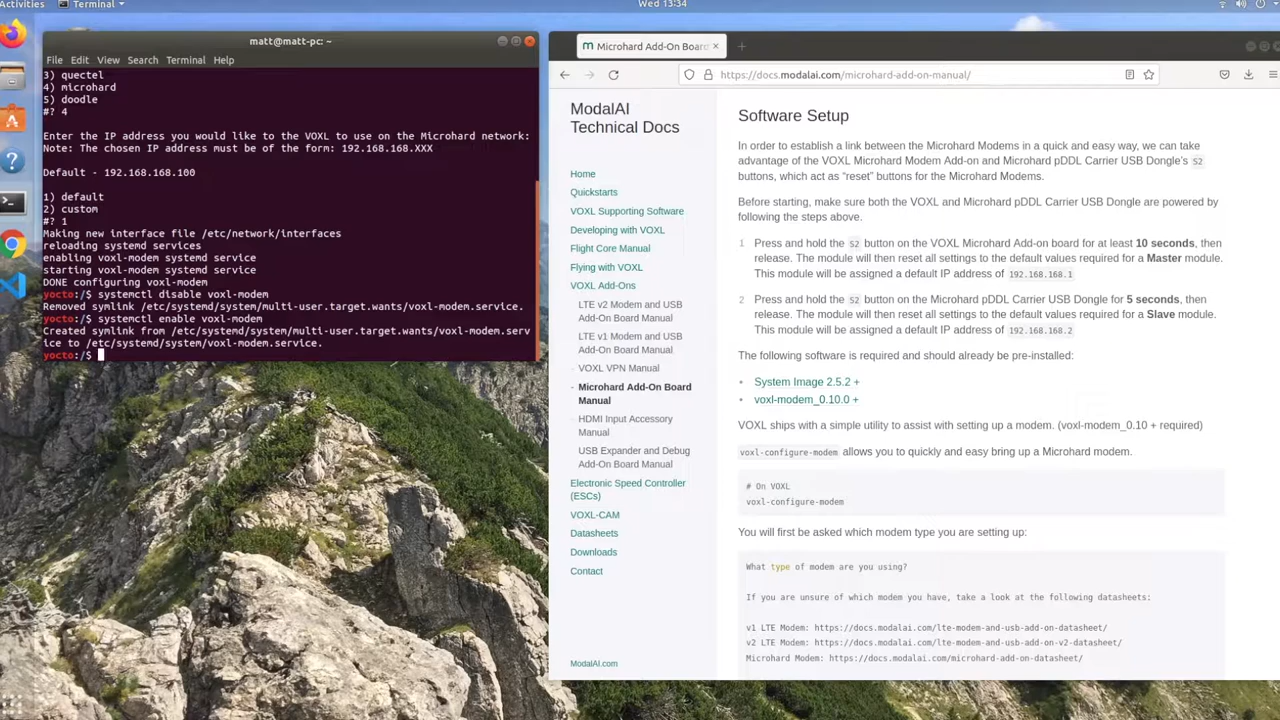 Activities
Terminal
Wed 13:34
matt@matt-pc: ~
File Edit View Search Terminal Help
3) quectel
4) microhard
5) doodle
#? 4
Enter the IP address you would like to the VOXL to use on the Microhard network:
Note: The chosen IP address must be of the form: 192.168.168.XXX
Default - 192.168.168.100
1) default
2) custom
#? 1
Making new interface file /etc/network/interfaces
reloading systemd services
enabling voxl-modem systemd service
starting voxl-modem systemd service
DONE configuring voxl-modem
yocto:/$ systemctl disable voxl-modem
Removed symlink /etc/systemd/system/multi-user.target.wants/voxl-modem.service.
yocto:/$ systemctl enable voxl-modem
Created symlink from /etc/systemd/system/multi-user.target.wants/voxl-modem.serv
ice to /etc/systemd/system/voxl-modem.service.
yocto:/$
Microhard Add-On Board
https://docs.modalai.com/microhard-add-on-manual/
ModalAI
Technical Docs
Home
Quickstarts
VOXL Supporting Software
Developing with VOXL
Flight Core Manual
Flying with VOXL
VOXL Add-Ons
LTE v2 Modem and USB
Add-On Board Manual
LTE v1 Modem and USB
Add-On Board Manual
VOXL VPN Manual
Microhard Add-On Board
Manual
HDMI Input Accessory
Manual
USB Expander and Debug
Add-On Board Manual
Electronic Speed Controller
(ESCs)
VOXL-CAM
Datasheets
Downloads
Contact
ModalAI.com
Software Setup
In order to establish a link between the Microhard Modems in a quick and easy way, we can take
advantage of the VOXL Microhard Modem Add-on and Microhard pDDL Carrier USB Dongle's S2
buttons, which act as "reset" buttons for the Microhard Modems.
Before starting, make sure both the VOXL and Microhard pDDL Carrier USB Dongle are powered by
following the steps above.
1 Press and hold the S2 button on the VOXL Microhard Add-on board for at least 10 seconds, then
release. The module will then reset all settings to the default values required for a Master module.
This module will be assigned a default IP address of 192.168.168.1
2 Press and hold the S2 button on the Microhard pDDL Carrier USB Dongle for 5 seconds, then
release. The module will then reset all settings to the default values required for a Slave module.
This module will be assigned a default IP address of 192.168.168.2
The following software is required and should already be pre-installed:
• System Image 2.5.2 +
• voxl-modem_0.10.0 +
VOXL ships with a simple utility to assist with setting up a modem. (voxl-modem_0.10 + required)
voxl-configure-modem allows you to quickly and easy bring up a Microhard modem.
# On VOXL
voxl-configure-modem
You will first be asked which modem type you are setting up:
What type of modem are you using?
If you are unsure of which modem you have, take a look at the following datasheets:
v1 LTE Modem: https://docs.modalai.com/lte-modem-and-usb-add-on-datasheet/
v2 LTE Modem: https://docs.modalai.com/lte-modem-and-usb-add-on-v2-datasheet/
Microhard Modem: https://docs.modalai.com/microhard-add-on-datasheet/